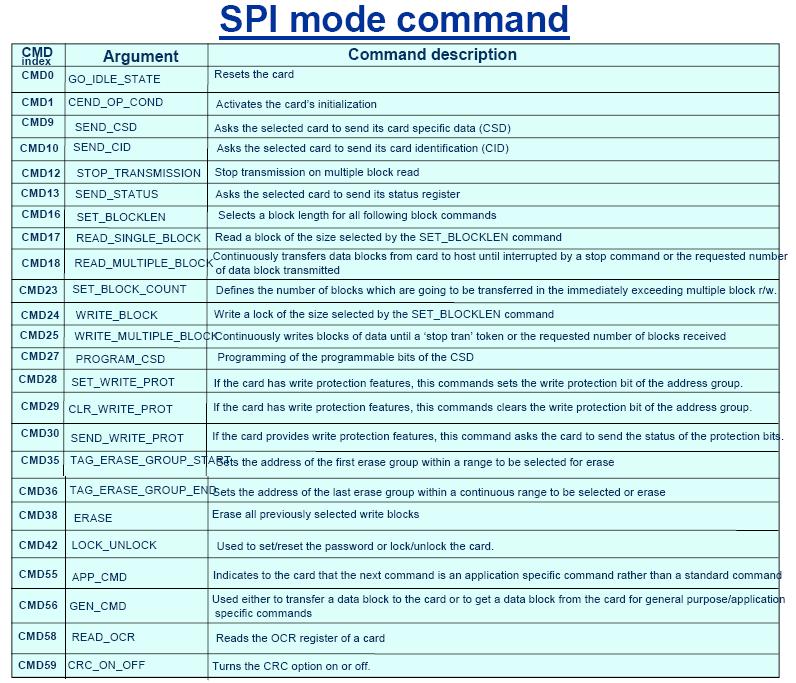 SPI mode command
CMD index Argument Command description
CMD0 GO_IDLE_STATE Resets the card
CMD1 CEND_OP_COND Activates the card's initialization
CMD9 SEND_CSD Asks the selected card to send its card specific data (CSD)
CMD10 SEND_CID Asks the selected card to send its card identification (CID)
CMD12 STOP_TRANSMISSION Stop transmission on multiple block read
CMD13 SEND_STATUS Asks the selected card to send its status register
CMD16 SET_BLOCKLEN Selects a block length for all following block commands
CMD17 READ_SINGLE_BLOCK Read a block of the size selected by the SET_BLOCKLEN command
CMD18 READ_MULTIPLE_BLOCK Continuously transfers data blocks from card to host until interrupted by a stop command or the requested number
of data block transmitted
CMD23 SET_BLOCK_COUNT Defines the number of blocks which are going to be transferred in the immediately exceeding multiple block r/w.
CMD24 WRITE_BLOCK Write a lock of the size selected by the SET_BLOCKLEN command
CMD25 WRITE_MULTIPLE_BLOCK Continuously writes blocks of data until a 'stop tran' token or the requested number of blocks received
CMD27 PROGRAM_CSD Programming of the programmable bits of the CSD
CMD28 SET_WRITE_PROT If the card has write protection features, this commands sets the write protection bit of the address group.
CMD29 CLR_WRITE_PROT If the card has write protection features, this commands clears the write protection bit of the address group.
CMD30 SEND_WRITE_PROT If the card provides write protection features, this command asks the card to send the status of the protection bits.
CMD35 TAG_ERASE_GROUP_START Sets the address of the first erase group within a range to be selected for erase
CMD36 TAG_ERASE_GROUP_END Sets the address of the last erase group within a continuous range to be selected or erase
CMD38 ERASE Erase all previously selected write blocks
CMD42 LOCK_UNLOCK Used to set/reset the password or lock/unlock the card.
CMD55 APP_CMD Indicates to the card that the next command is an application specific command rather than a standard command
CMD56 GEN_CMD Used either to transfer a data block to the card or to get a data block from the card for general purpose/application
specific commands
CMD58 READ_OCR Reads the OCR register of a card
CMD59 CRC_ON_OFF Turns the CRC option on or off.